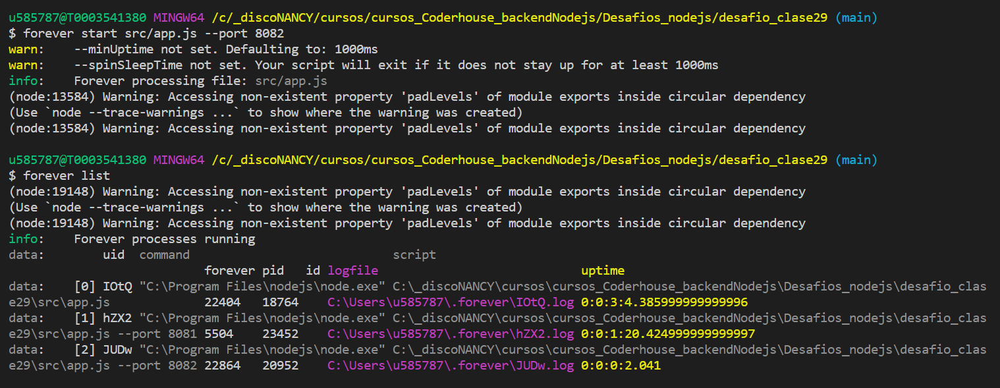 u585787@T0003541380 MINGW64 /c/_discoNANCY/cursos/cursos_Coderhouse_backendNodejs/Desafios_nodejs/desafio_clase29 (main)
$ forever start src/app.js --port 8082
warn:    --minUptime not set. Defaulting to: 1000ms
warn:    --spinSleepTime not set. Your script will exit if it does not stay up for at least 1000ms
info:    Forever processing file: src/app.js
(node:13584) Warning: Accessing non-existent property 'padLevels' of module exports inside circular dependency
(Use `node --trace-warnings ...` to show where the warning was created)
(node:13584) Warning: Accessing non-existent property 'padLevels' of module exports inside circular dependency
u585787@T0003541380 MINGW64 /c/_discoNANCY/cursos/cursos_Coderhouse_backendNodejs/Desafios_nodejs/desafio_clase29 (main)
$ forever list
(node:19148) Warning: Accessing non-existent property 'padLevels' of module exports inside circular dependency
(Use `node --trace-warnings ...` to show where the warning was created)
(node:19148) Warning: Accessing non-existent property 'padLevels' of module exports inside circular dependency
info:    Forever processes running
data:        uid  command                            script
                           forever pid   id logfile                            uptime
data:    [0] IOtQ "C:\Program Files\nodejs\node.exe" C:\_discoNANCY\cursos\cursos_Coderhouse_backendNodejs\Desafios_nodejs\desafio_clas
e29\src\app.js             22404   18764    C:\Users\u585787\.forever\IOtQ.log 0:0:3:4.385999999999996
data:    [1] hZX2 "C:\Program Files\nodejs\node.exe" C:\_discoNANCY\cursos\cursos_Coderhouse_backendNodejs\Desafios_nodejs\desafio_clas
e29\src\app.js --port 8081 5504    23452    C:\Users\u585787\.forever\hZX2.log 0:0:1:20.424999999999997
data:    [2] JUDw "C:\Program Files\nodejs\node.exe" C:\_discoNANCY\cursos\cursos_Coderhouse_backendNodejs\Desafios_nodejs\desafio_clas
e29\src\app.js --port 8082 22864   20952    C:\Users\u585787\.forever\JUDw.log 0:0:0:2.041